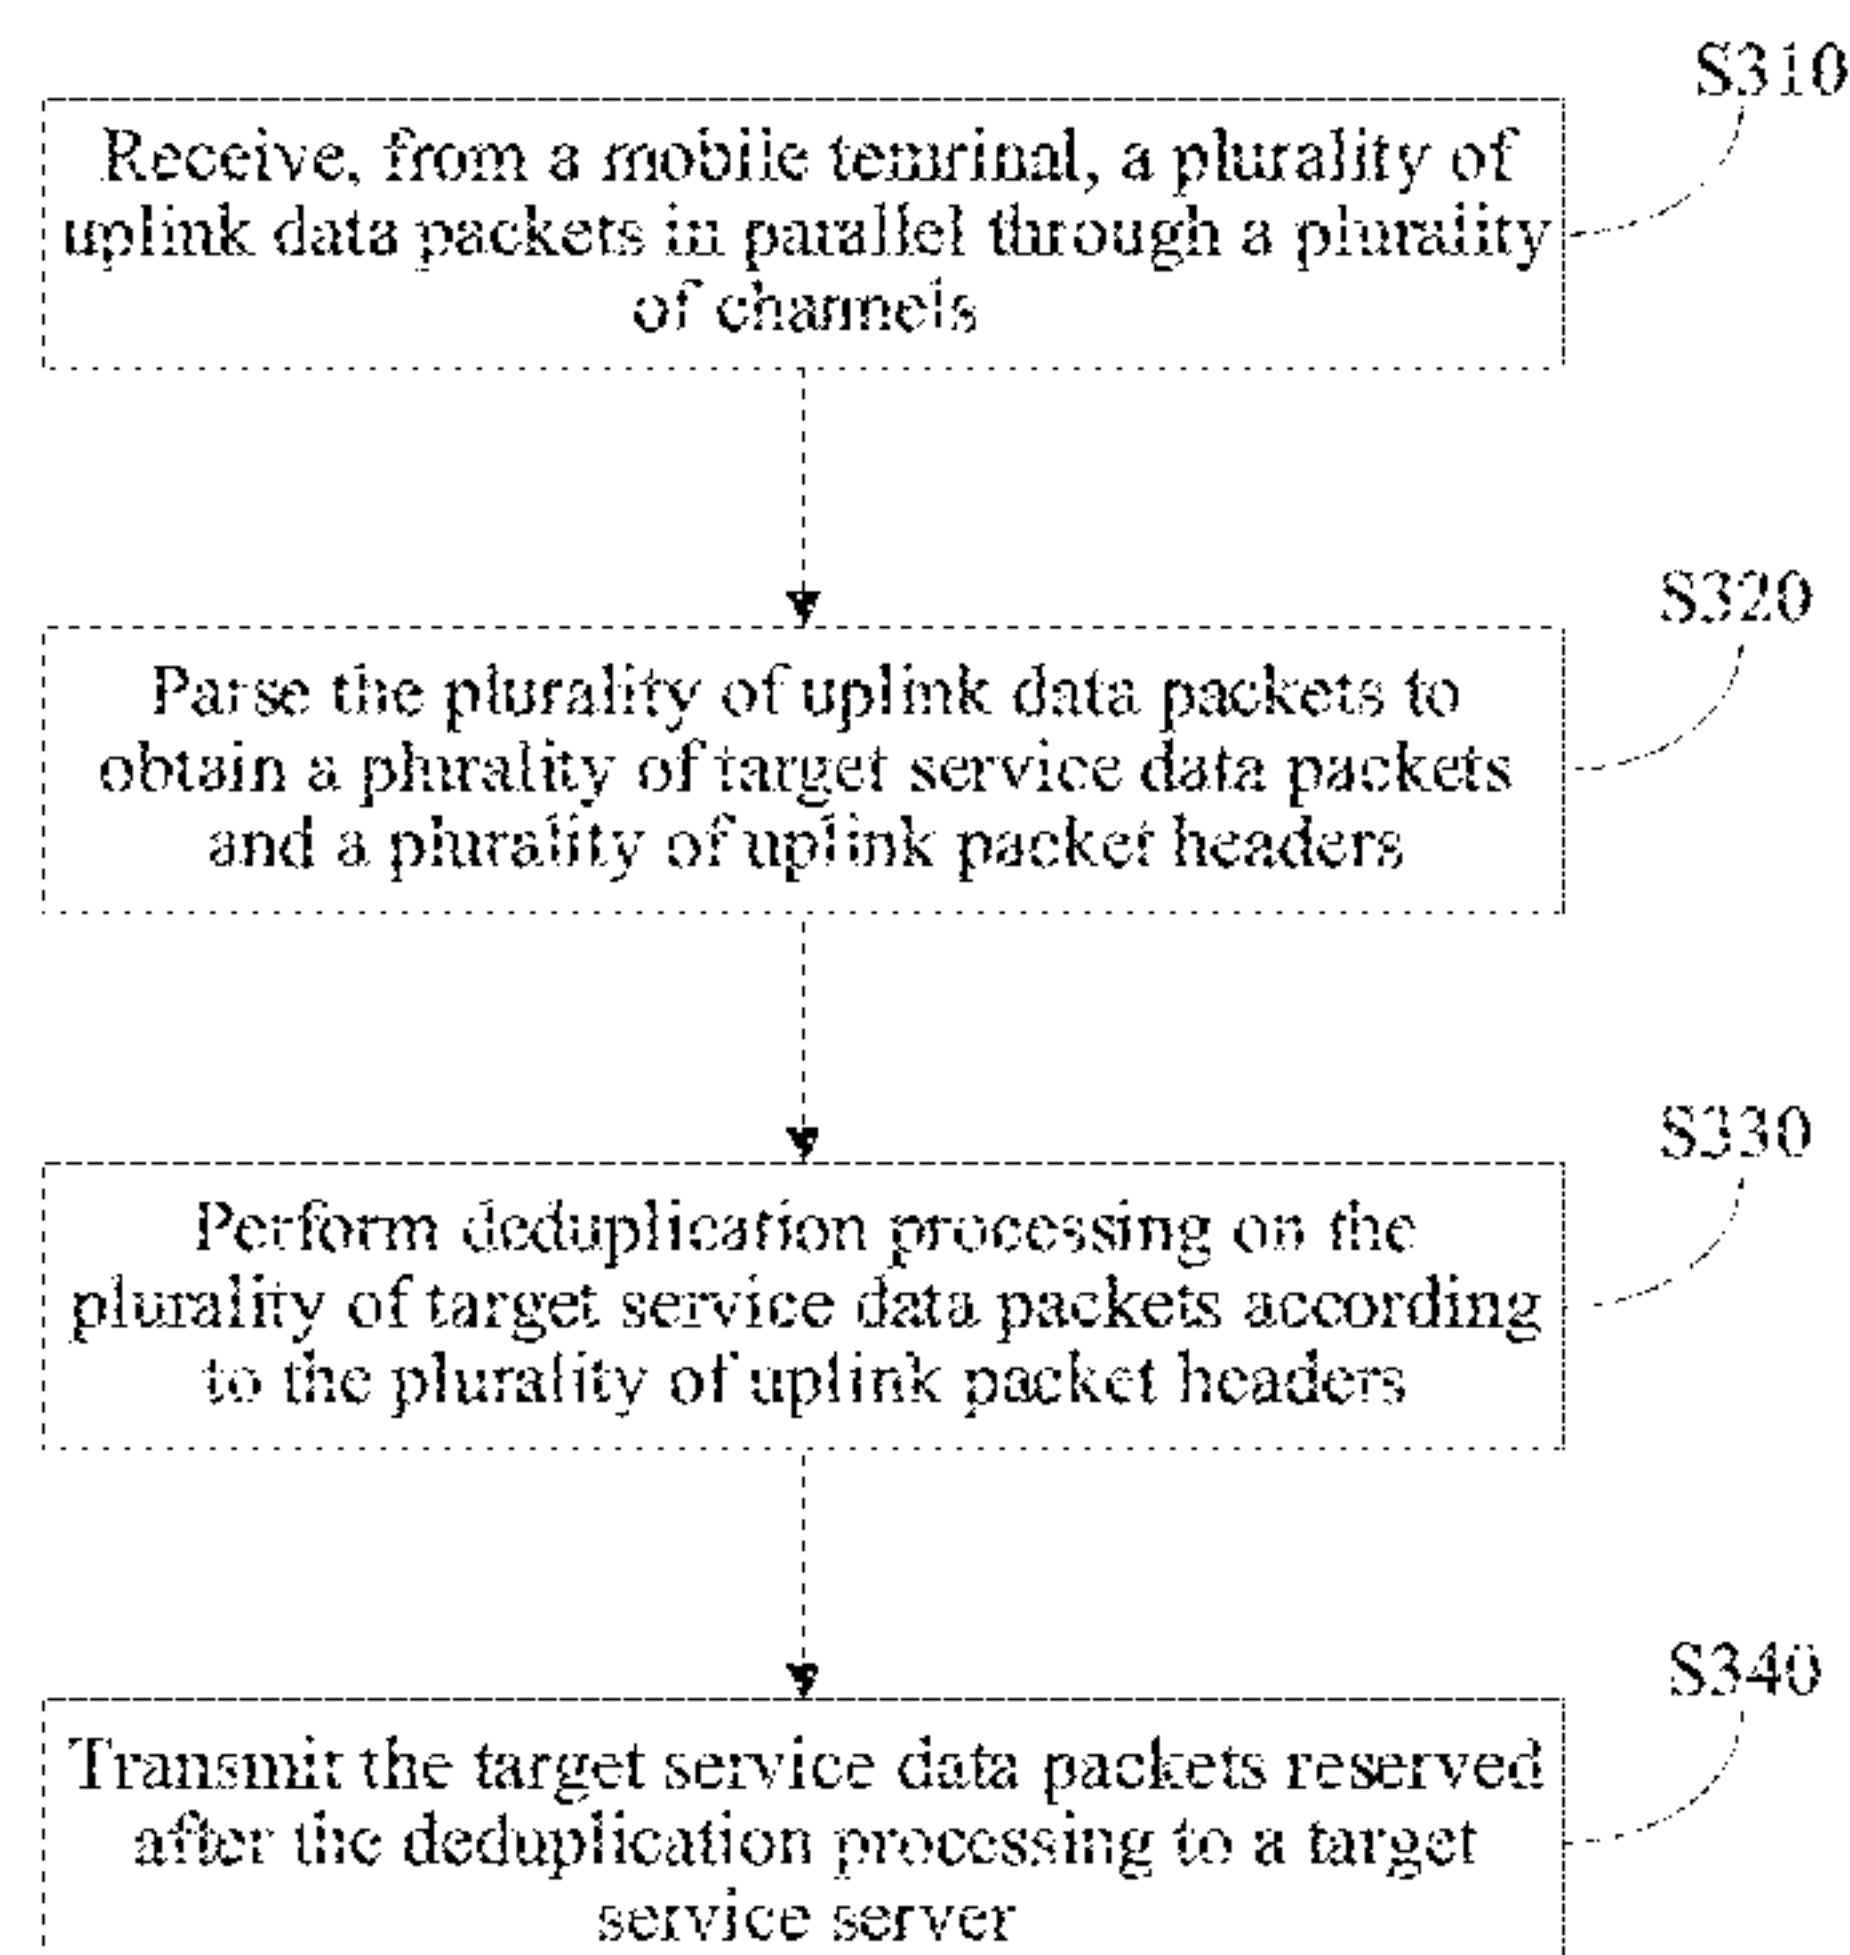 S310
Receive, from a mobile temrinal, a plurality of
uplink data packets in parallel through a plurality
of channels
S320
Parse the plurality of uplink data packets to
obtain a plurality of target service data packets
and a plurality of uplink packet headers
S330
Perform deduplication processing on the
plurality of target service data packets according
to the plurality of uplink packet headers
S340
Transmit the target service data packets reserved
after the deduplication processing to a target
service server